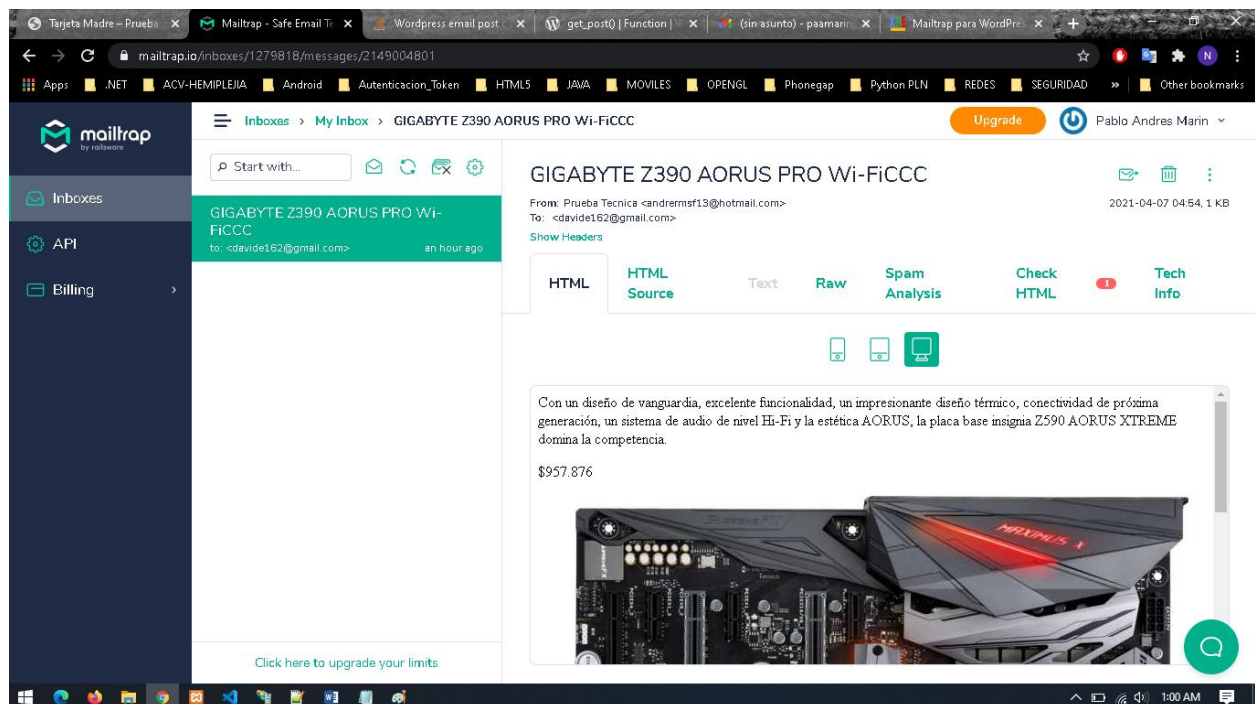 Tarjeta Madre – Prueba
Mailtrap - Safe Email Te
Wordpress email post
get_post() | Function |
(sin asunto) - paamarin
Mailtrap para WordPres
mailtrap.io/inboxes/1279818/messages/2149004801
N
Apps .NET ACV-HEMIPLEJIA Android Autenticacion_Token HTML5 JAVA MOVILES OPENGL Phonegap Python PLN REDES SEGURIDAD » Other bookmarks
mailtrap
by railsware
Inboxes > My Inbox > GIGABYTE Z390 AORUS PRO Wi-FiCCC
Upgrade
Pablo Andres Marin
Inboxes
API
Billing
Start with...
GIGABYTE Z390 AORUS PRO Wi-
FiCCC
to: <davide162@gmail.com> an hour ago
Click here to upgrade your limits
GIGABYTE Z390 AORUS PRO Wi-FiCCC
From: Prueba Tecnica <andrermsf13@hotmail.com>
To: <davide162@gmail.com>
Show Headers
2021-04-07 04:54, 1 KB
HTML
HTML
Source
Text
Raw
Spam
Analysis
Check
HTML
1
Tech
Info
Con un diseño de vanguardia, excelente funcionalidad, un impresionante diseño térmico, conectividad de próxima
generación, un sistema de audio de nivel Hi-Fi y la estética AORUS, la placa base insignia Z590 AORUS XTREME
domina la competencia.
$957.876
MAXIMUS X
1:00 AM